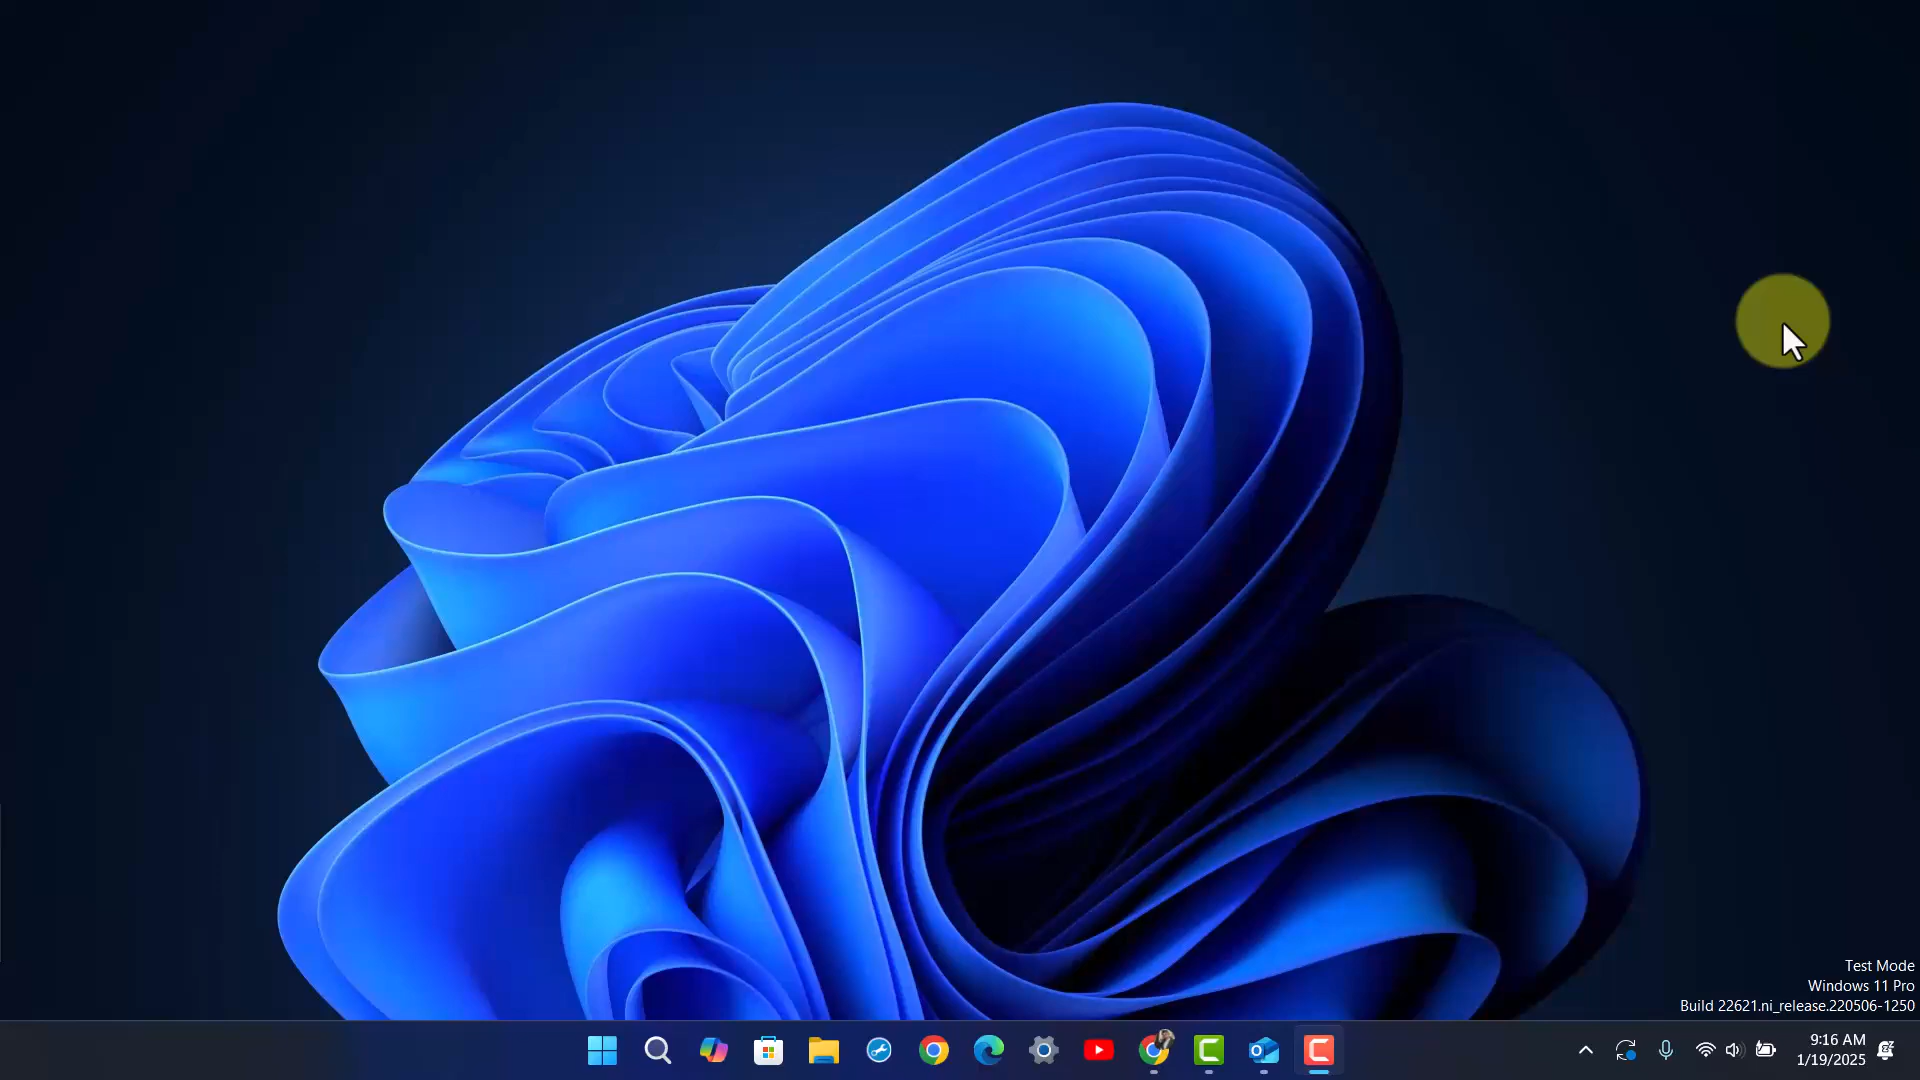 Test Mode
Windows 11 Pro
Build 22621.ni_release.220506-1250
9:16 AM
1/19/2025